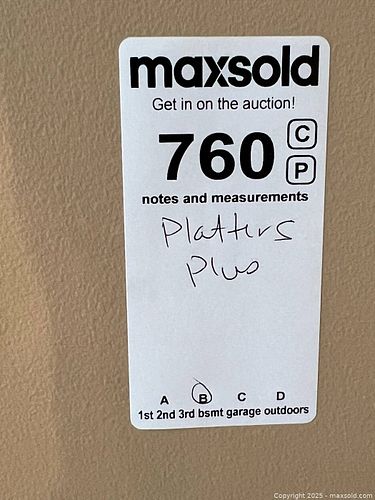 maxsold
Get in on the auction!
760 C
P
notes and measurements
Platters
Plus
A B C D
1st 2nd 3rd bsmt garage outdoors
Copyright 2025 - maxsold.com